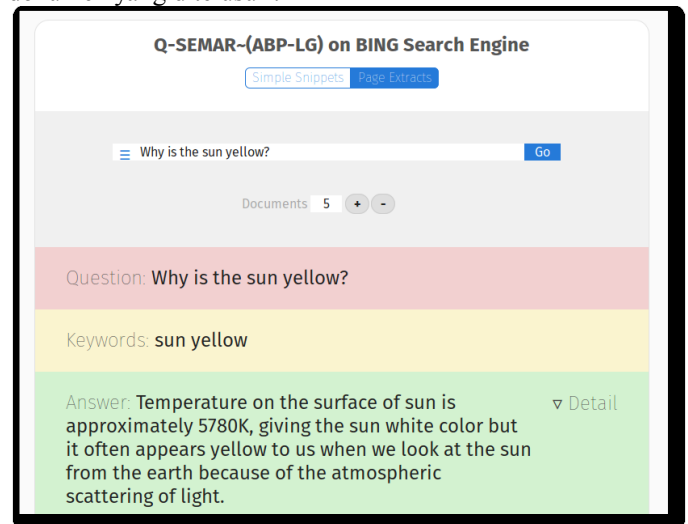 Q-SEMAR~(ABP-LG) on BING Search Engine
Simple Snippets Page Extracts
Why is the sun yellow? Go
Documents 5 + -
Question: Why is the sun yellow?
Keywords: sun yellow
Answer: Temperature on the surface of sun is ▽ Detail
approximately 5780K, giving the sun white color but
it often appears yellow to us when we look at the sun
from the earth because of the atmospheric
scattering of light.